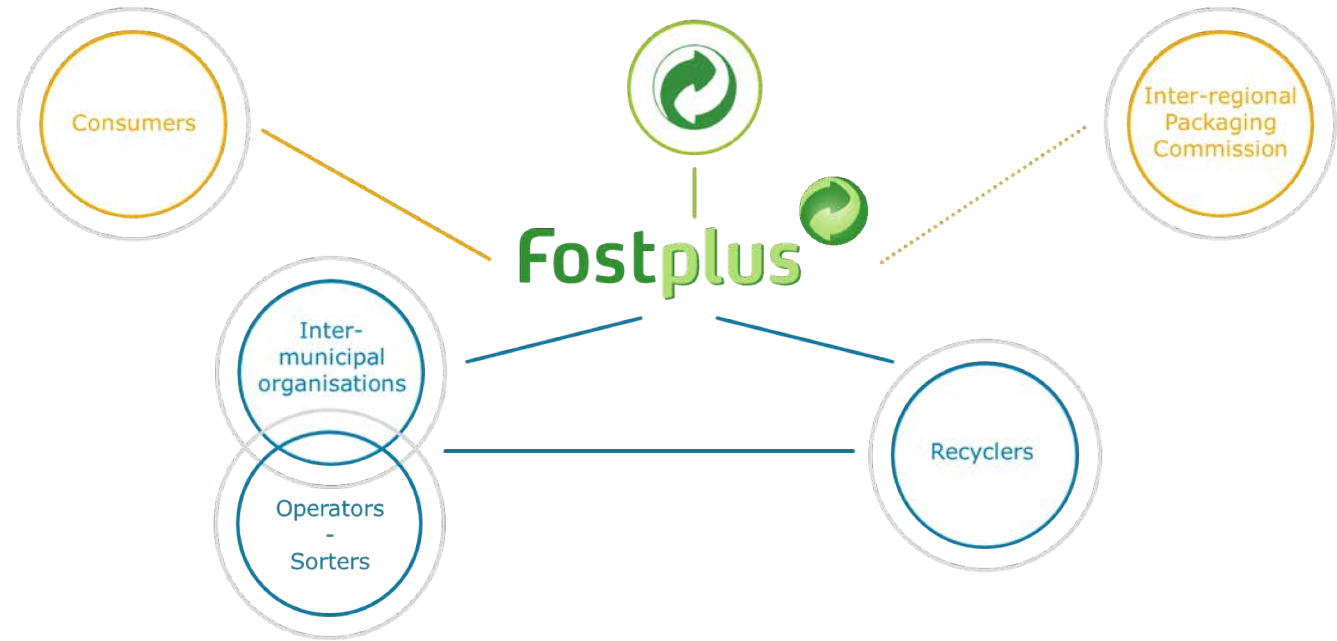 Consumers
Inter-regional
Packaging
Commission
Fostplus
Inter-
municipal
organisations
Recyclers
Operators
-
Sorters